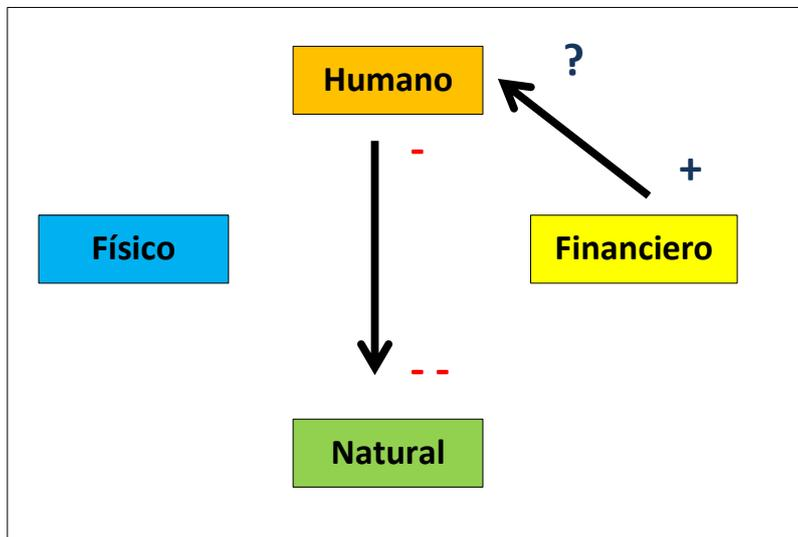 Humano
?
-
+
Físico
Financiero
- -
Natural